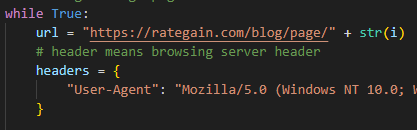 while True:
url = "https://rategain.com/blog/page/" + str(i)
# header means browsing server header
headers = {
"User-Agent": "Mozilla/5.0 (Windows NT 10.0;
}